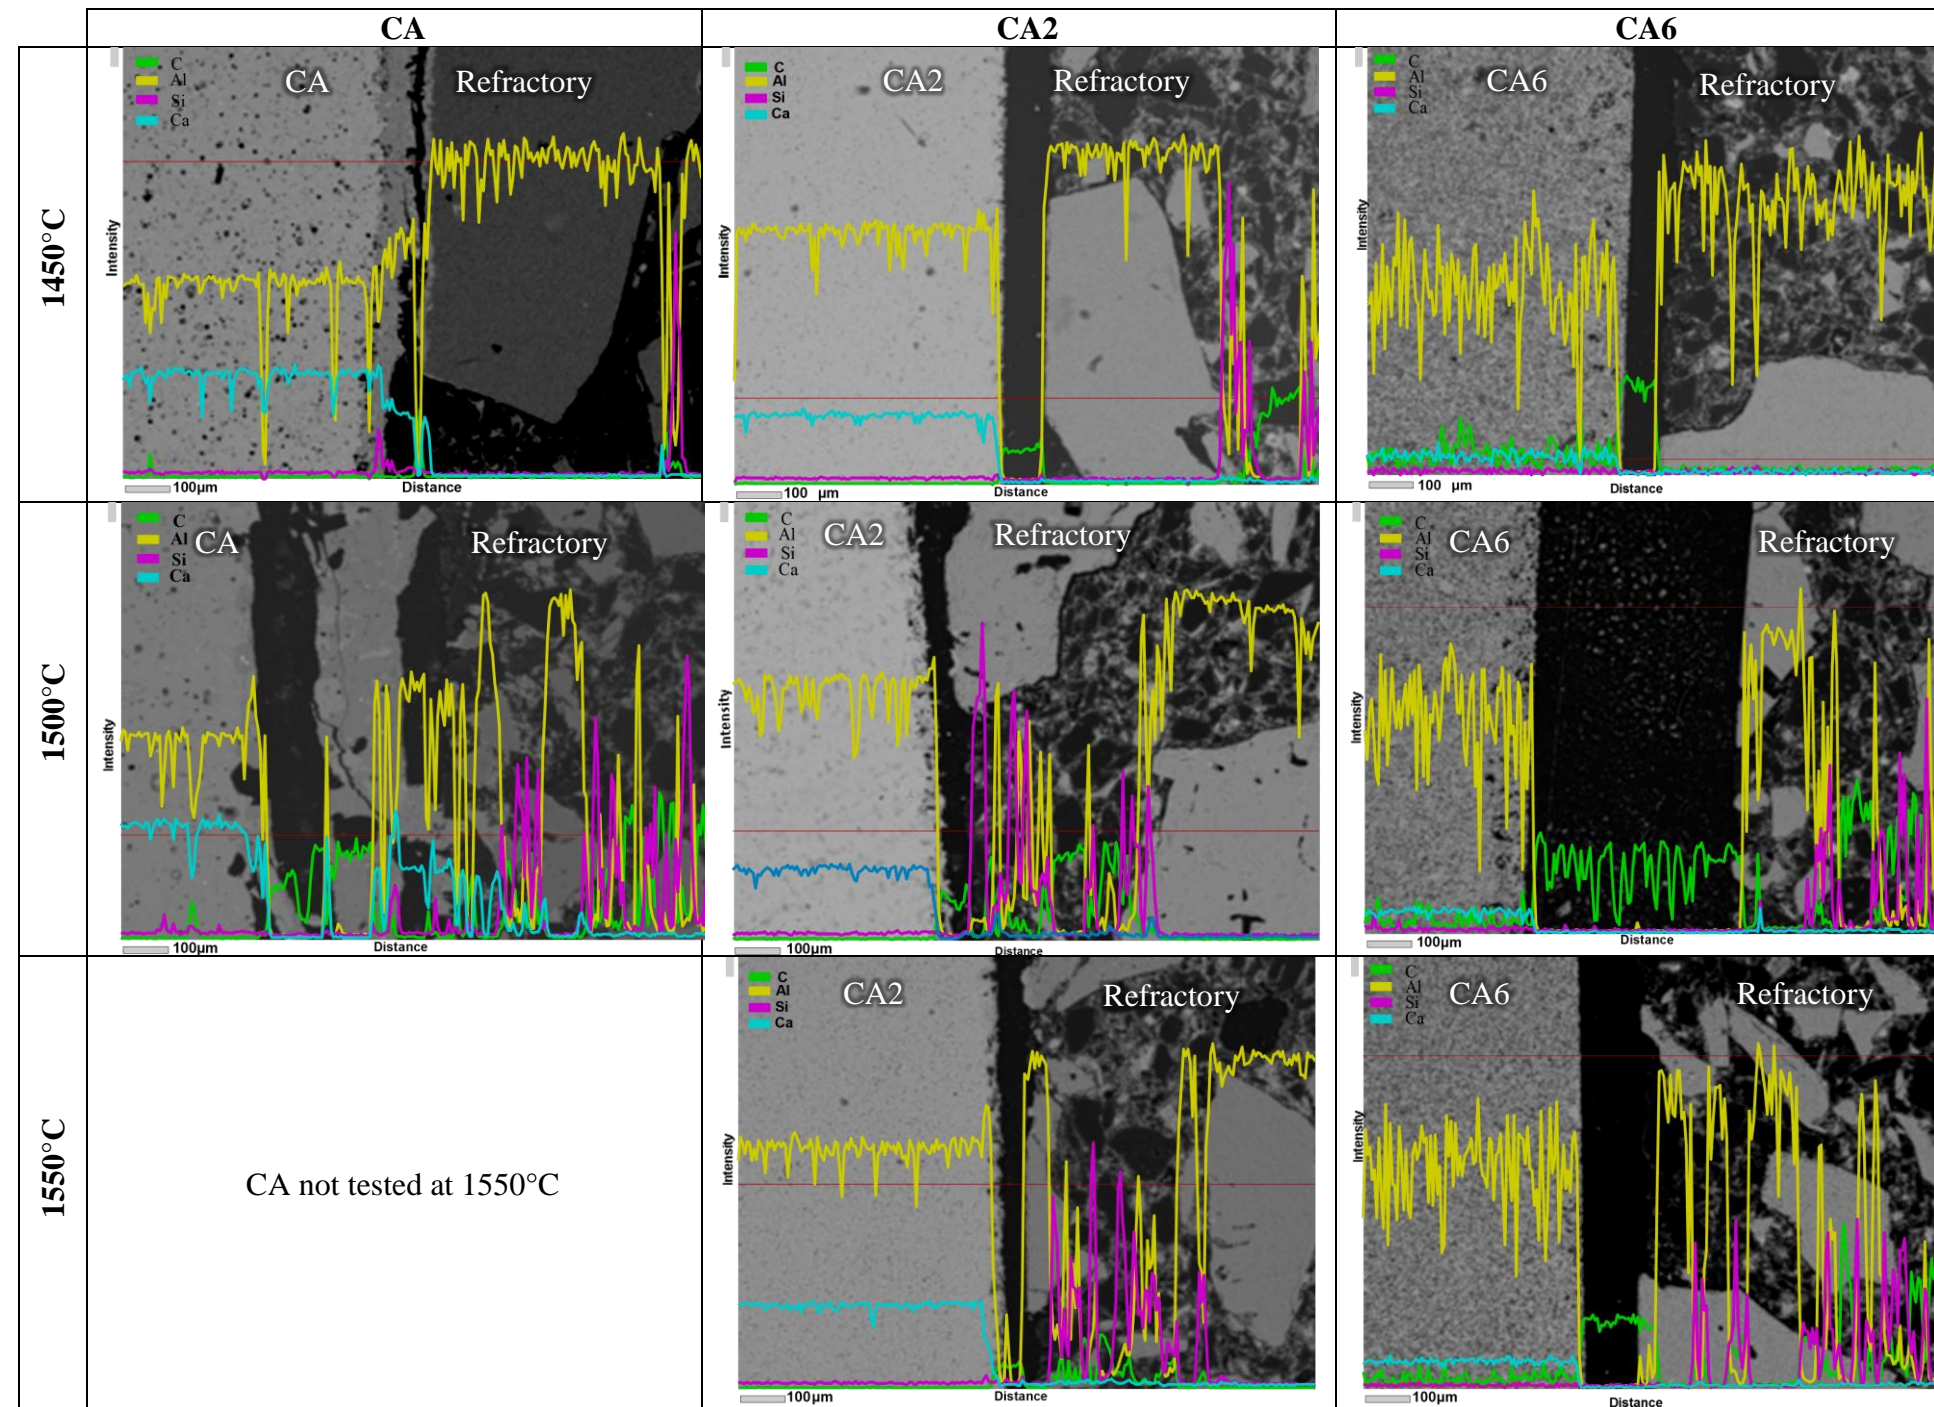 CA CA2 CA6
1450°C
C
Al
Si
Ca
CA Refractory
Intensity
100µm Distance
C
Al
Si
Ca
CA2 Refractory
Intensity
100 µm Distance
C
Al
Si
Ca
CA6 Refractory
Intensity
100 µm Distance
1500°C
C
Al
Si
Ca
CA Refractory
Intensity
100µm Distance
C
Al
Si
Ca
CA2 Refractory
Intensity
100µm Distance
C
Al
Si
Ca
CA6 Refractory
Intensity
100µm Distance
1550°C
CA not tested at 1550°C
C
Al
Si
Ca
CA2 Refractory
Intensity
100µm Distance
C
Al
Si
Ca
CA6 Refractory
Intensity
100µm Distance